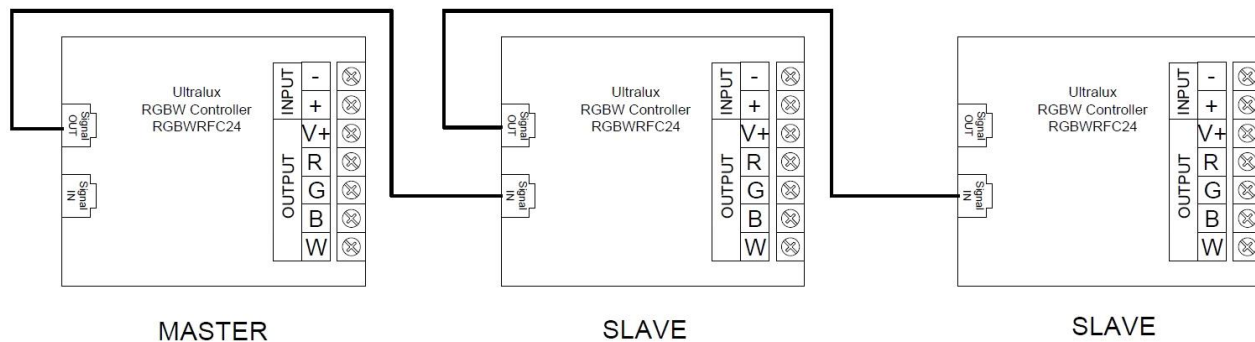 Ultralux
RGBW Controller
RGBWRFC24
Signal
OUT
Signal
IN
INPUT
-
+
OUTPUT
V+
R
G
B
W
MASTER
Ultralux
RGBW Controller
RGBWRFC24
Signal
OUT
Signal
IN
INPUT
-
+
OUTPUT
V+
R
G
B
W
SLAVE
Ultralux
RGBW Controller
RGBWRFC24
Signal
OUT
Signal
IN
INPUT
-
+
OUTPUT
V+
R
G
B
W
SLAVE